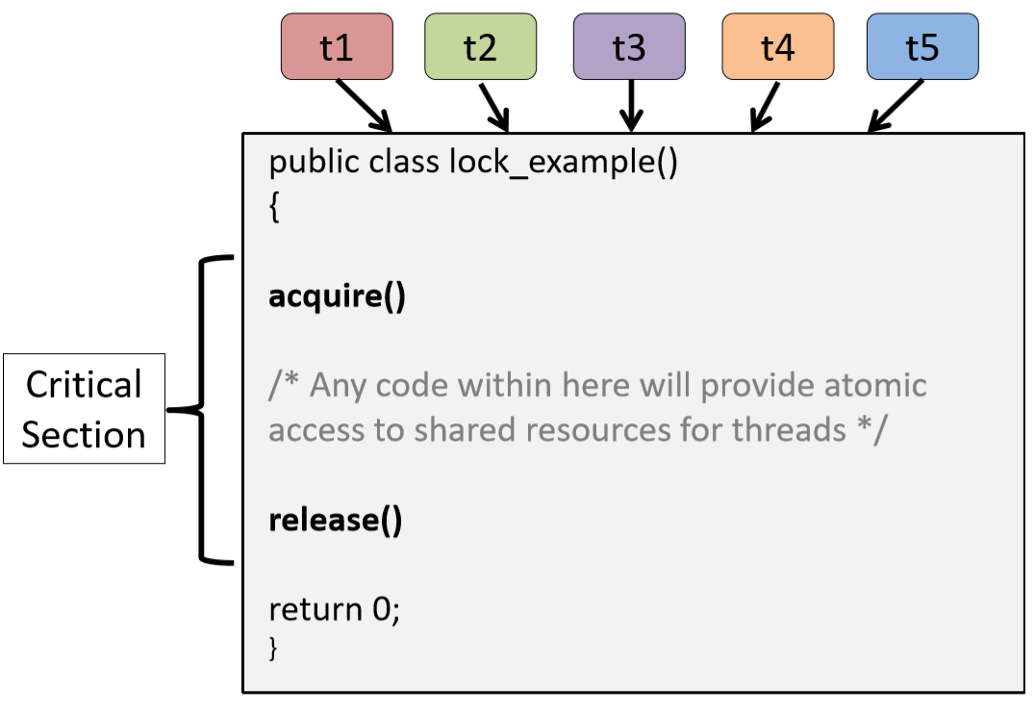 t1 t2 t3 t4 t5
public class lock_example()
{
acquire()
Critical
Section
/* Any code within here will provide atomic
access to shared resources for threads */
release()
return 0;
}